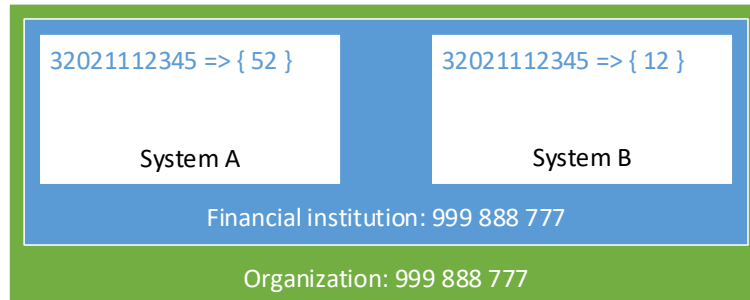 32021112345 => { 52 }
System A
32021112345 => { 12 }
System B
Financial institution: 999 888 777
Organization: 999 888 777